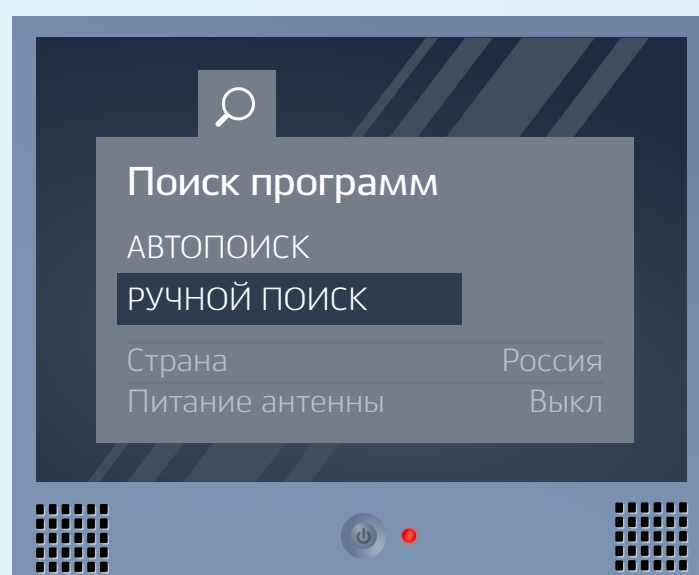 Поиск программ
АВТОПОИСК
РУЧНОЙ ПОИСК
Страна Россия
Питание антенны Выкл